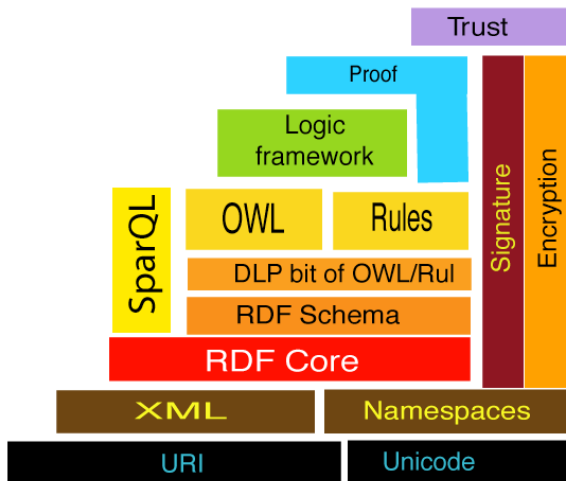 Trust
Proof
Logic
framework
Signature
Encryption
SparQL
OWL
Rules
DLP bit of OWL/Rul
RDF Schema
RDF Core
XML
Namespaces
URI
Unicode